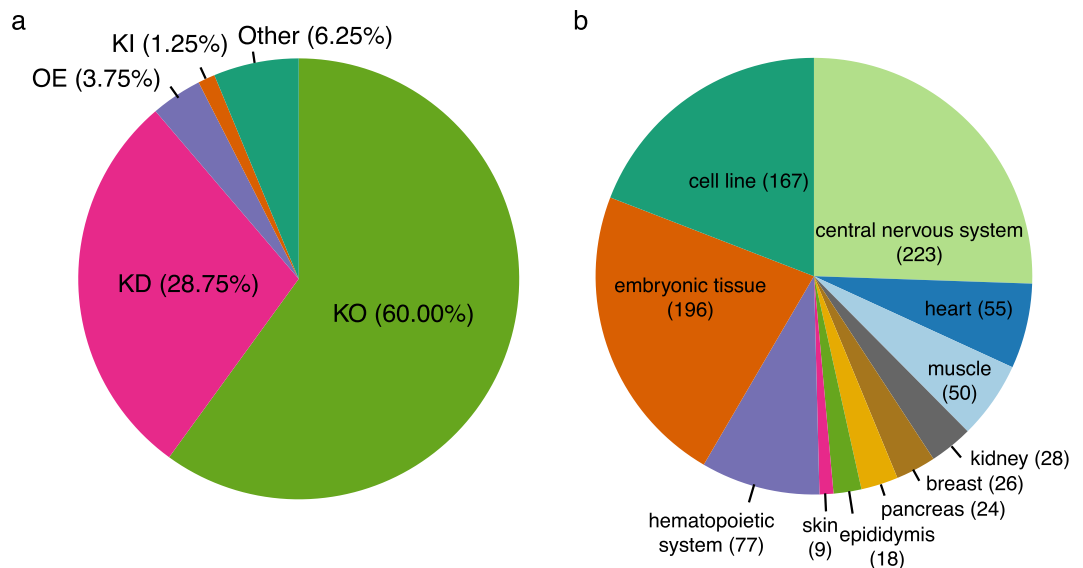 a
KI (1.25%)
Other (6.25%)
OE (3.75%)
KD (28.75%)
KO (60.00%)
b
cell line (167)
central nervous system
(223)
embryonic tissue
(196)
heart (55)
muscle
(50)
kidney (28)
breast (26)
pancreas (24)
epididymis
(18)
skin
(9)
hematopoietic
system (77)